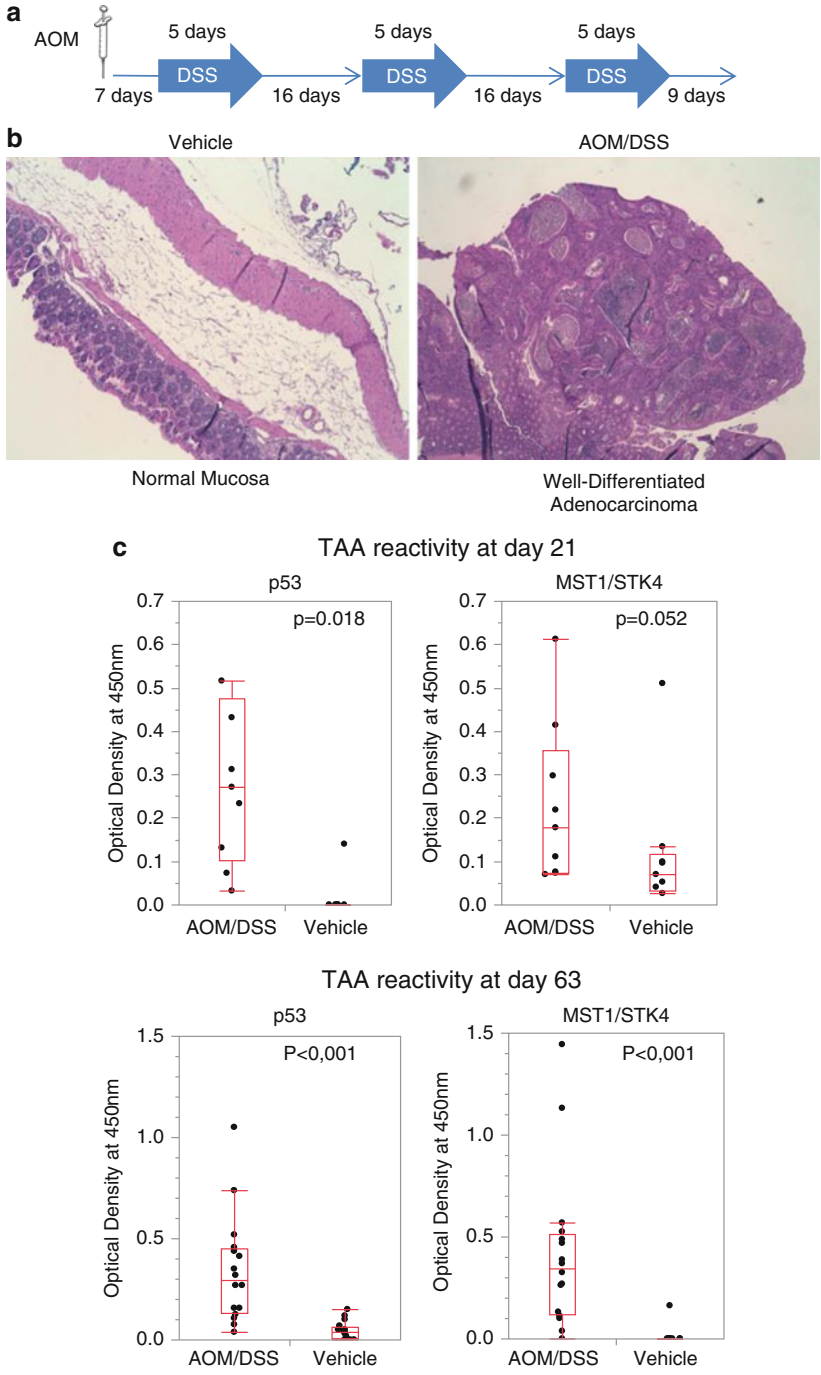 a
AOM
5 days
5 days
5 days
DSS
DSS
DSS
7 days
16 days
16 days
9 days
b
Vehicle
AOM/DSS
Normal Mucosa
Well-Differentiated
Adenocarcinoma
c
TAA reactivity at day 21
p53
p=0.018
Optical Density at 450nm
0.7
0.6
0.5
0.4
0.3
0.2
0.1
0.0
AOM/DSS
Vehicle
MST1/STK4
p=0.052
Optical Density at 450nm
0.7
0.6
0.5
0.4
0.3
0.2
0.1
0.0
AOM/DSS
Vehicle
TAA reactivity at day 63
p53
P<0,001
Optical Density at 450nm
1.5
1.0
0.5
0.0
AOM/DSS
Vehicle
MST1/STK4
P<0,001
Optical Density at 450nm
1.5
1.0
0.5
0.0
AOM/DSS
Vehicle